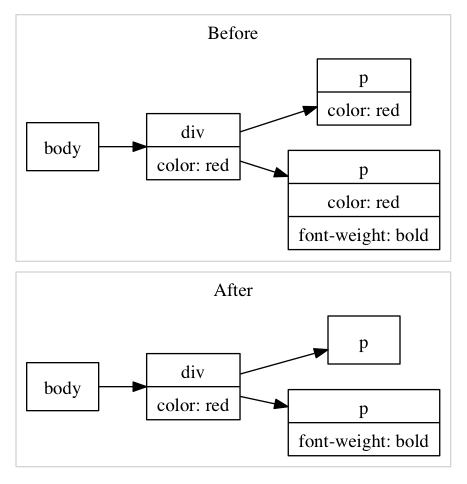 Before
body
div
color: red
p
color: red
p
color: red
font-weight: bold
After
body
div
color: red
p
p
font-weight: bold